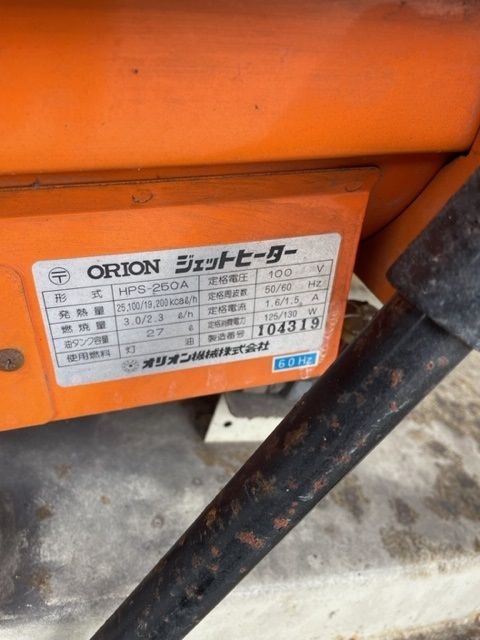 〒 ORION ジェットヒーター
形式 HPS-250A 定格電圧 100 V
発熱量 25,100/19,200kcaℓ/h 定格周波数 50/60 Hz
燃焼量 3.0/2.3 ℓ/h 定格電流 1.6/1.5 A
油タンク容量 27 ℓ 定格消費電力 125/130 W
使用燃料 灯油 製造番号 104319
オリオン機械株式会社
60Hz